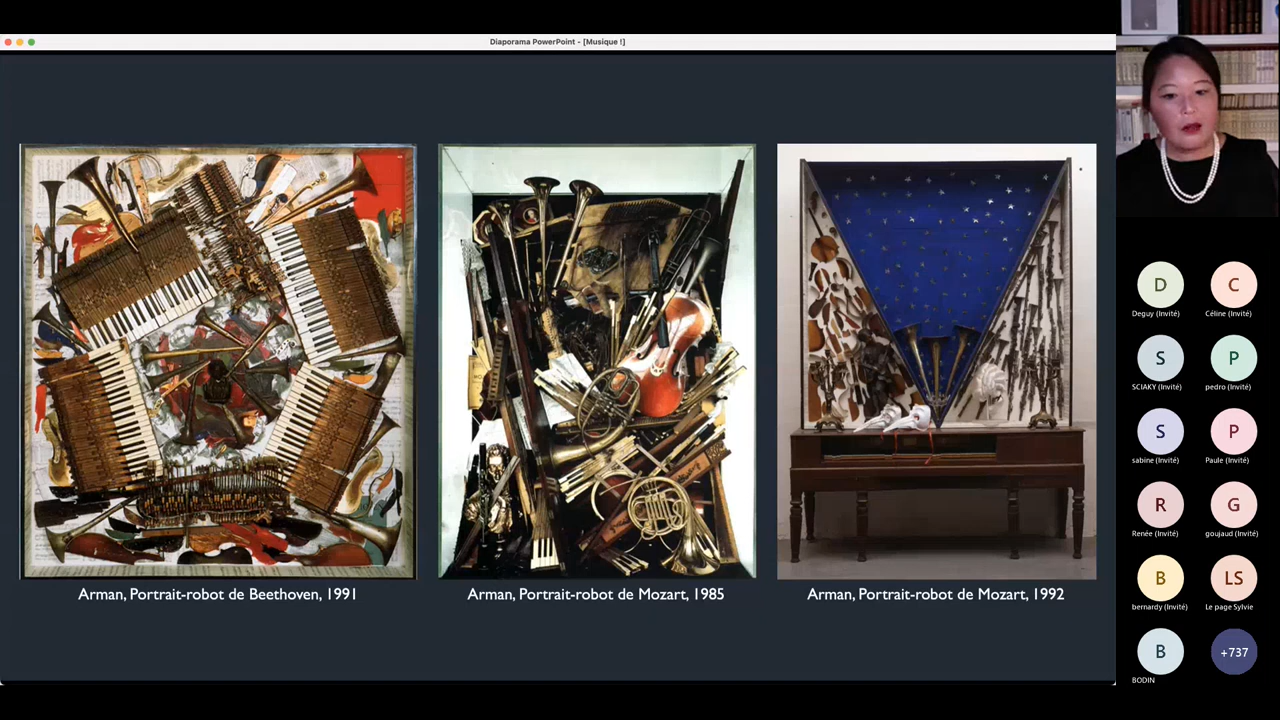 Diaporama PowerPoint - [Musique !]
Arman, Portrait-robot de Beethoven, 1991
Arman, Portrait-robot de Mozart, 1985
Arman, Portrait-robot de Mozart, 1992
D
C
Deguy (Invité)
Céline (Invité)
S
P
SCIAKY (Invité)
pedro (Invité)
S
P
sabine (Invité)
Paule (Invité)
R
G
Renée (Invité)
goujaud (Invité)
B
LS
bernardy (Invité)
Le page Sylvie
B
+737
BODIN